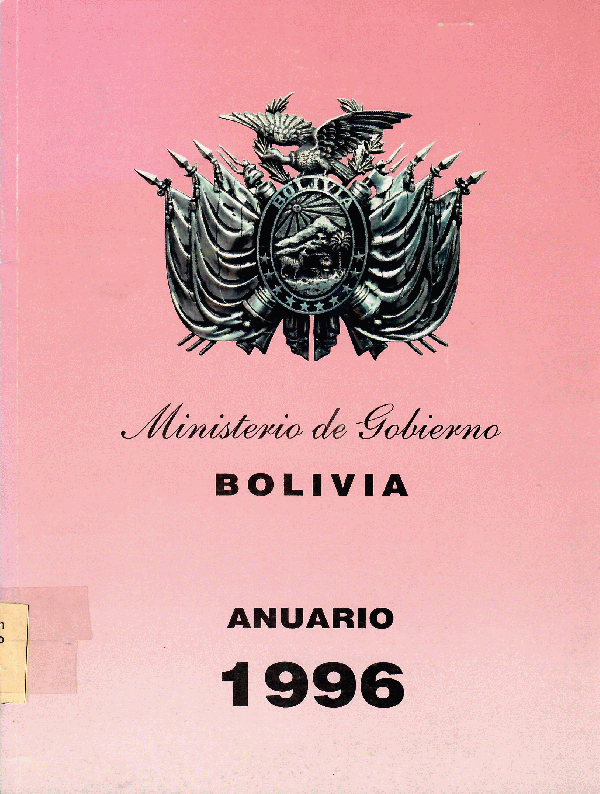 BOLIVIA
Ministerio de Gobierno
BOLIVIA
ANUARIO
1996